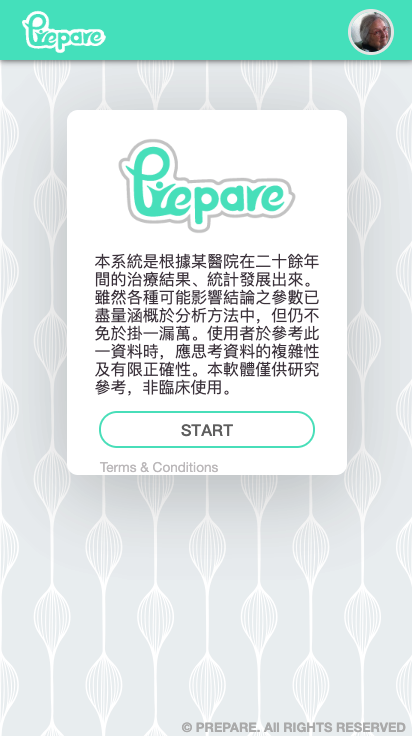 Prepare
Prepare
本系統是根據某醫院在二十餘年
間的治療結果、統計發展出來。
雖然各種可能影響結論之參數已
盡量涵概於分析方法中，但仍不
免於掛一漏萬。使用者於參考此
一資料時，應思考資料的複雜性
及有限正確性。本軟體僅供研究
參考，非臨床使用。
START
Terms & Conditions
© PREPARE. All RIGHTS RESERVED